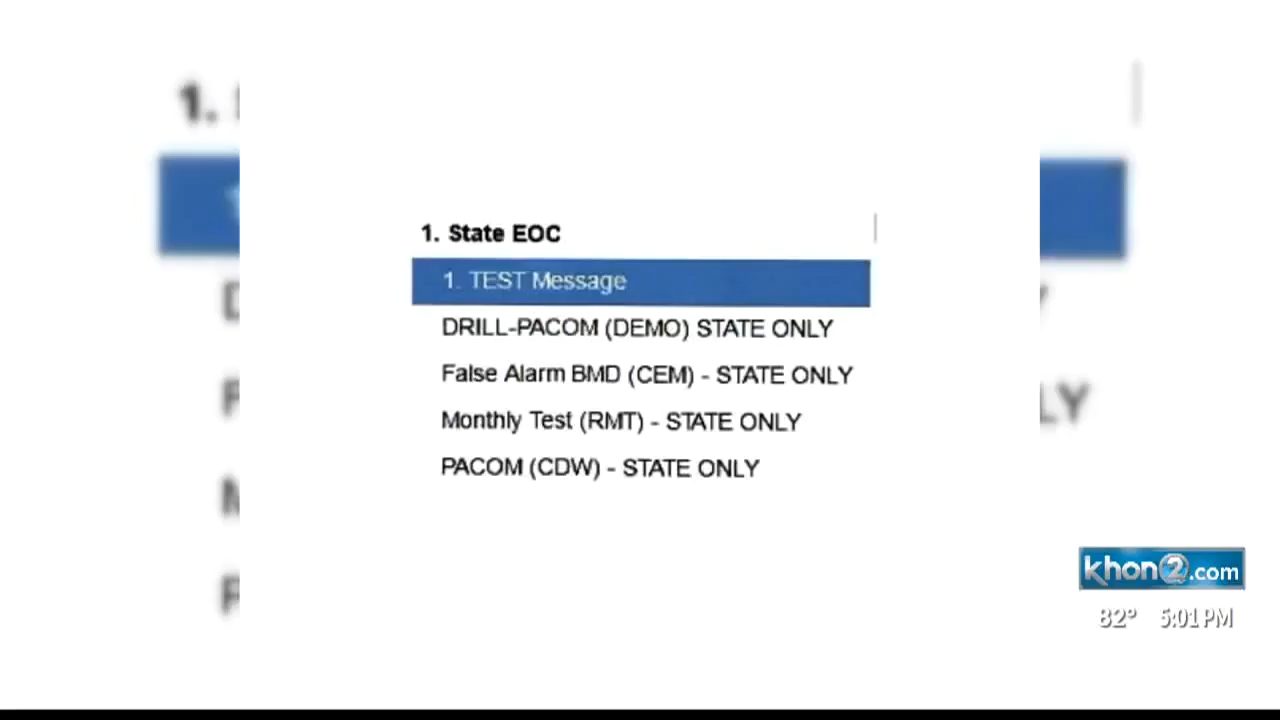 1. State EOC
1. TEST Message
DRILL-PACOM (DEMO) STATE ONLY
False Alarm BMD (CEM) - STATE ONLY
Monthly Test (RMT) - STATE ONLY
PACOM (CDW) - STATE ONLY
khon2.com
82° 5:01 PM